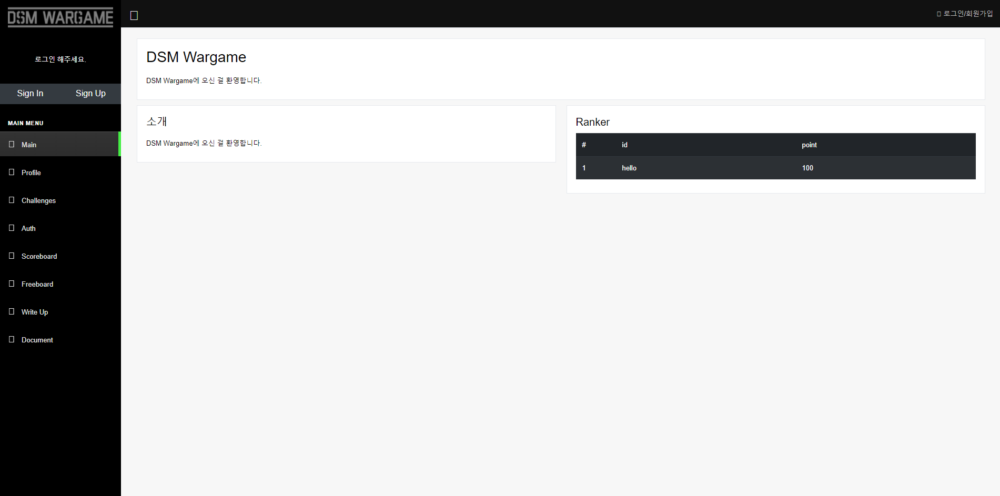 DSM WARGAME
로그인/회원가입
로그인 해주세요.
Sign In Sign Up
MAIN MENU
Main
Profile
Challenges
Auth
Scoreboard
Freeboard
Write Up
Document
DSM Wargame
DSM Wargame에 오신 걸 환영합니다.
소개
DSM Wargame에 오신 걸 환영합니다.
Ranker
# id point
1 hello 100